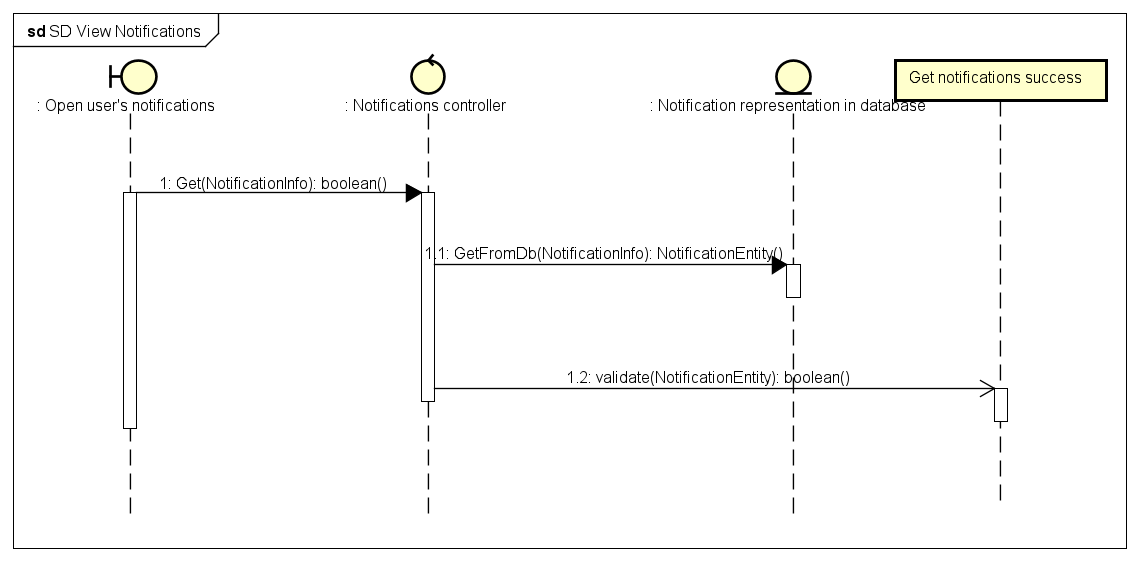 sd SD View Notifications
: Open user's notifications
: Notifications controller
: Notification representation in database
Get notifications success
1: Get(NotificationInfo): boolean()
1.1: GetFromDb(NotificationInfo): NotificationEntity()
1.2: validate(NotificationEntity): boolean()